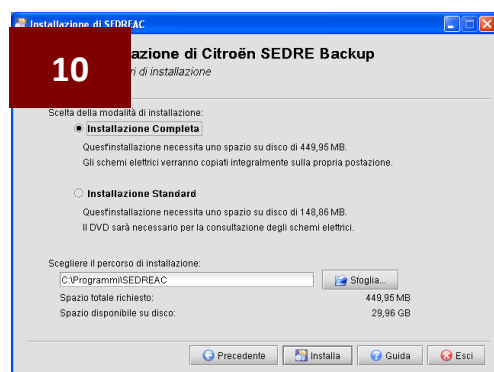 Installazione di SEDREAC
10
azione di Citroën SEDRE Backup
ri di installazione
Scelta della modalità di installazione:
Installazione Completa
Quest'installazione necessita uno spazio su disco di 449,95 MB.
Gli schemi elettrici verranno copiati integralmente sulla propria postazione.
Installazione Standard
Quest'installazione necessita uno spazio su disco di 148,86 MB.
Il DVD sarà necessario per la consultazione degli schemi elettrici.
Scegliere il percorso di installazione:
C:\Programmi\SEDREAC Sfoglia...
Spazio totale richiesto: 449,95 MB
Spazio disponibile su disco: 29,96 GB
Precedente Installa Guida Esci